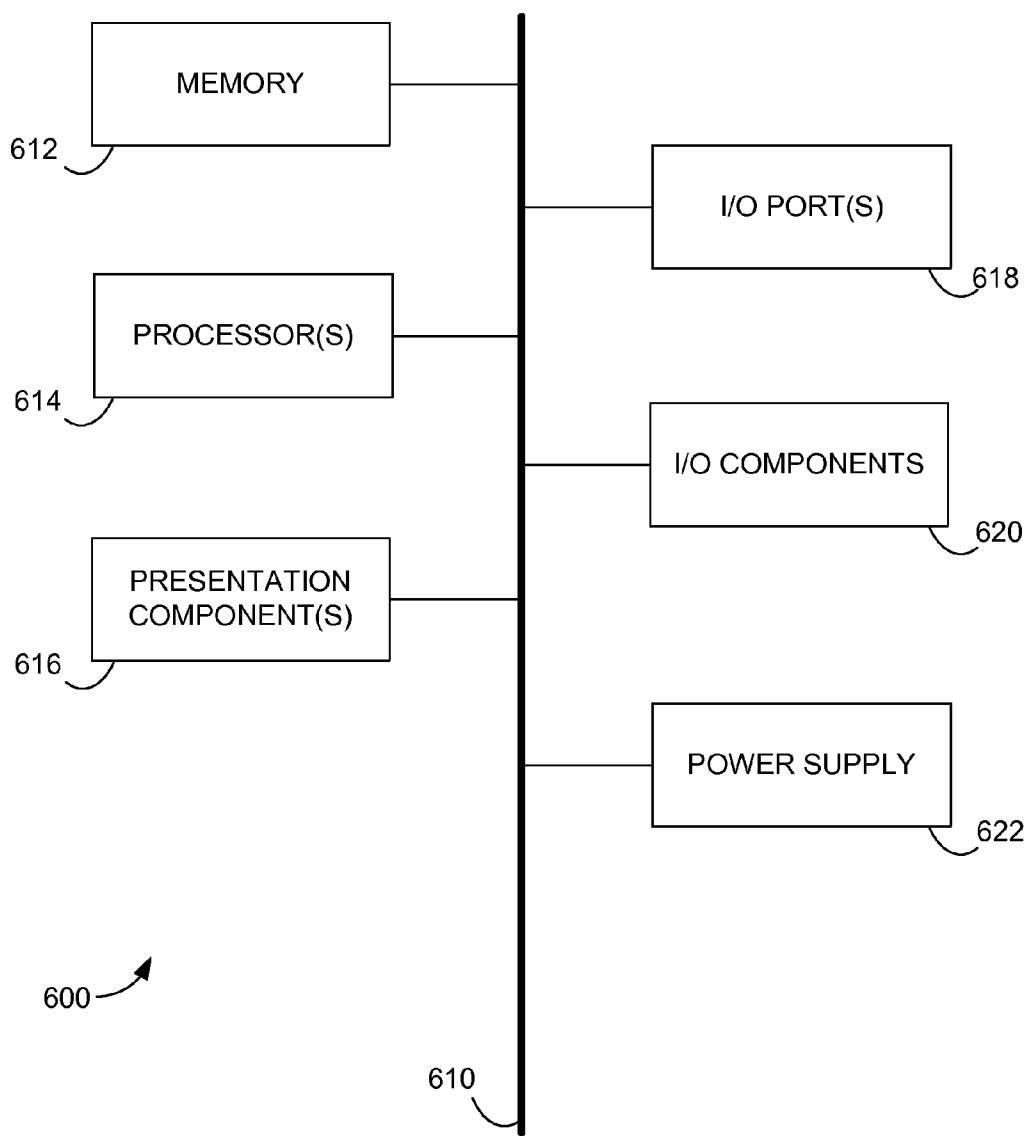 MEMORY
612
I/O PORT(S)
618
PROCESSOR(S)
614
I/O COMPONENTS
620
PRESENTATION
COMPONENT(S)
616
POWER SUPPLY
622
600
610